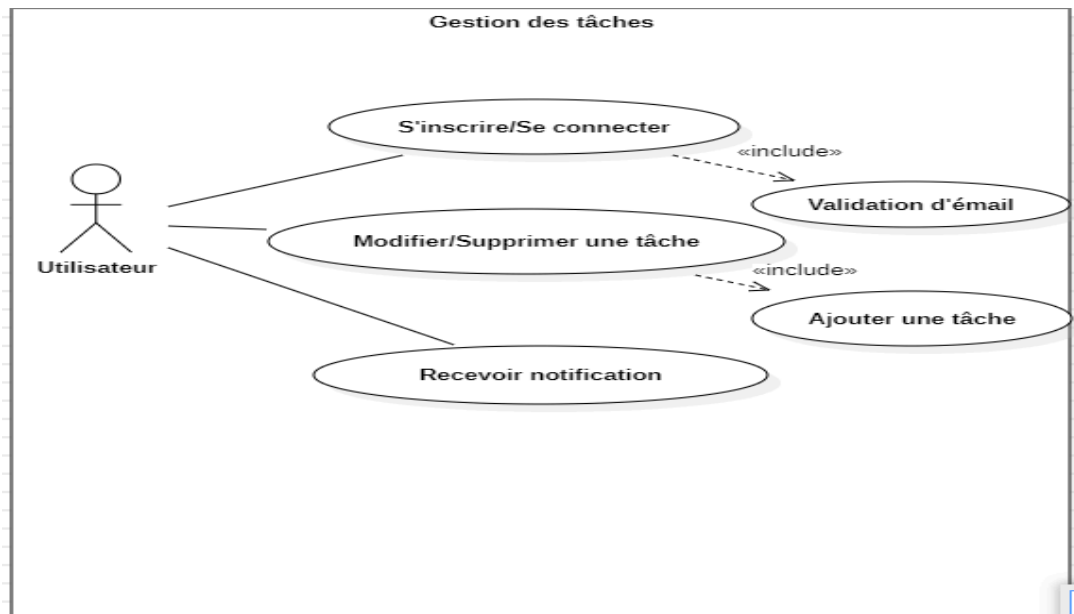 Gestion des tâches
S'inscrire/Se connecter
«include»
Validation d'émail
Utilisateur
Modifier/Supprimer une tâche
«include»
Ajouter une tâche
Recevoir notification